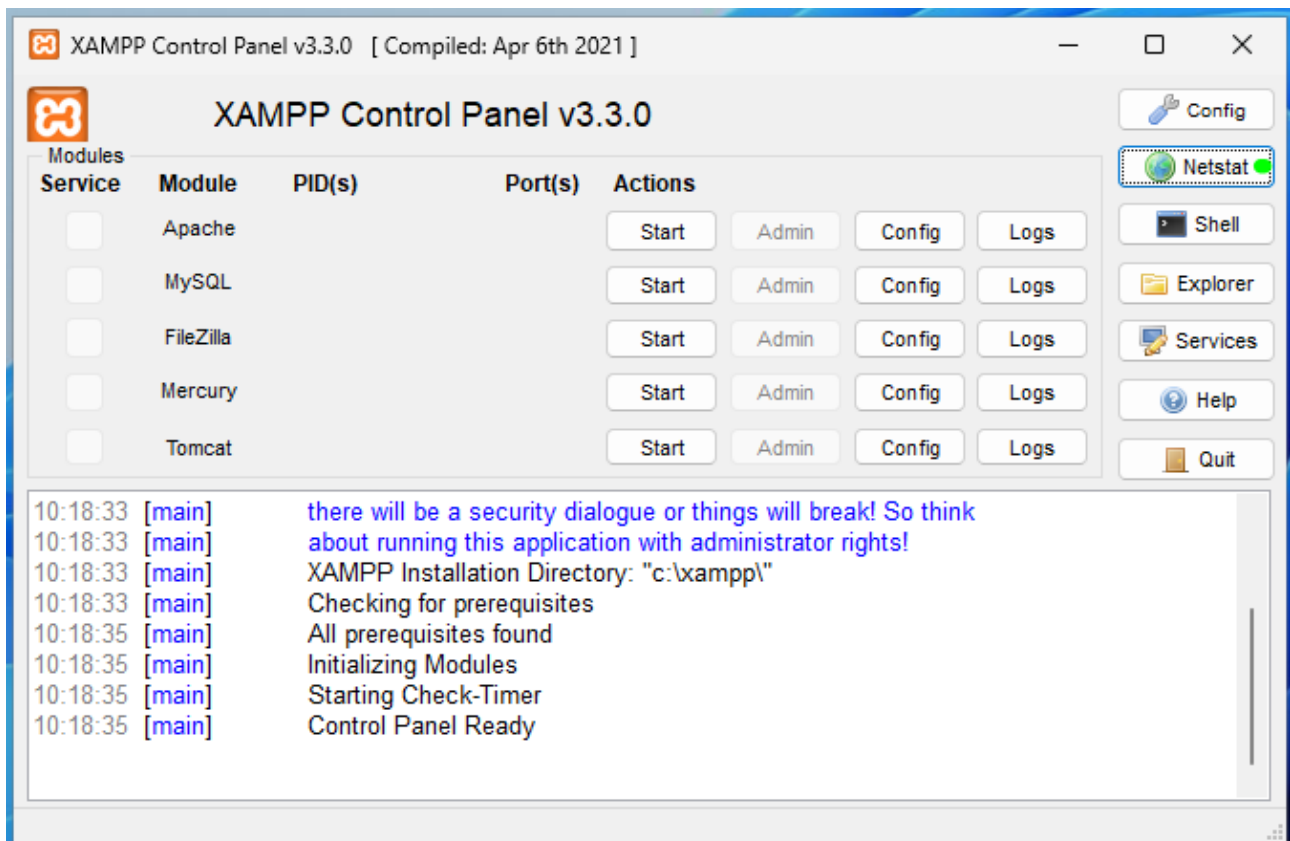 XAMPP Control Panel v3.3.0 [ Compiled: Apr 6th 2021 ]
XAMPP Control Panel v3.3.0
Config
Modules
Netstat
Service Module PID(s) Port(s) Actions
Apache Start Admin Config Logs
Shell
MySQL Start Admin Config Logs
Explorer
FileZilla Start Admin Config Logs
Services
Mercury Start Admin Config Logs
Help
Tomcat Start Admin Config Logs
Quit
10:18:33 [main] there will be a security dialogue or things will break! So think
10:18:33 [main] about running this application with administrator rights!
10:18:33 [main] XAMPP Installation Directory: "c:\xampp\"
10:18:33 [main] Checking for prerequisites
10:18:35 [main] All prerequisites found
10:18:35 [main] Initializing Modules
10:18:35 [main] Starting Check-Timer
10:18:35 [main] Control Panel Ready